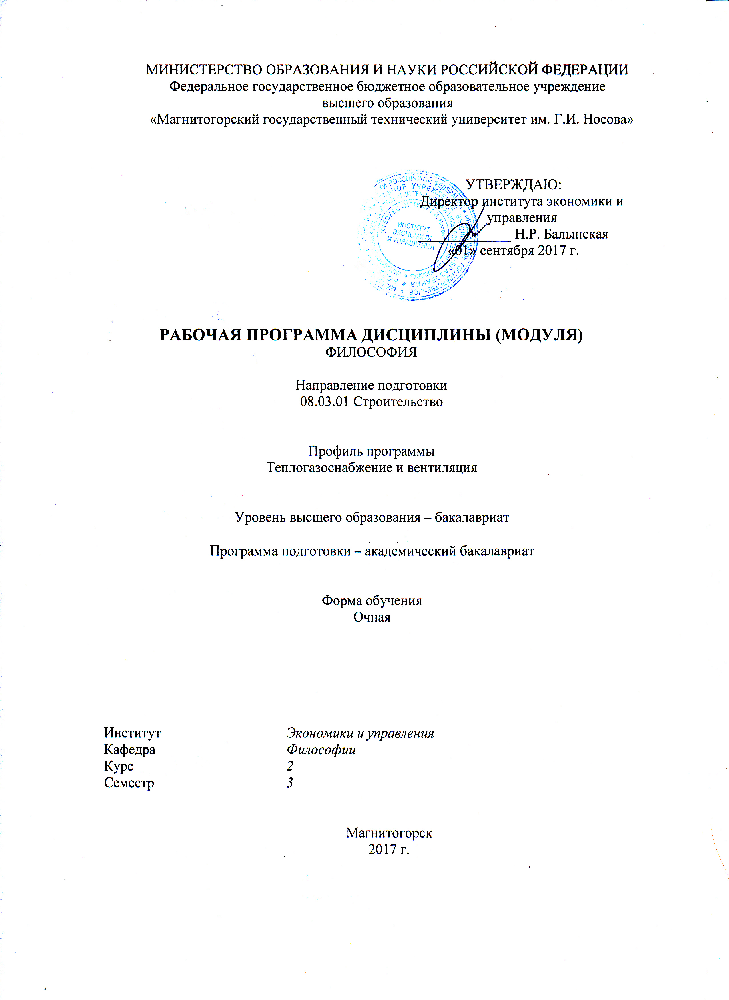 МИНИСТЕРСТВО ОБРАЗОВАНИЯ И НАУКИ РОССИЙСКОЙ ФЕДЕРАЦИИ
Федеральное государственное бюджетное образовательное учреждение
высшего образования
«Магнитогорский государственный технический университет им. Г.И. Носова»
УТВЕРЖДАЮ:
Директор института экономики и
управления
Н.Р. Балынская
«01» сентября 2017 г.
ИНСТИТУТ
ЭКОНОМИКИ
И УПРАВЛЕНИЯ
РАБОЧАЯ ПРОГРАММА ДИСЦИПЛИНЫ (МОДУЛЯ)
ФИЛОСОФИЯ
Направление подготовки
08.03.01 Строительство
Профиль программы
Теплогазоснабжение и вентиляция
Уровень высшего образования – бакалавриат
Программа подготовки – академический бакалавриат
Форма обучения
Очная
Институт Экономики и управления
Кафедра Философии
Курс 2
Семестр 3
Магнитогорск
2017 г.